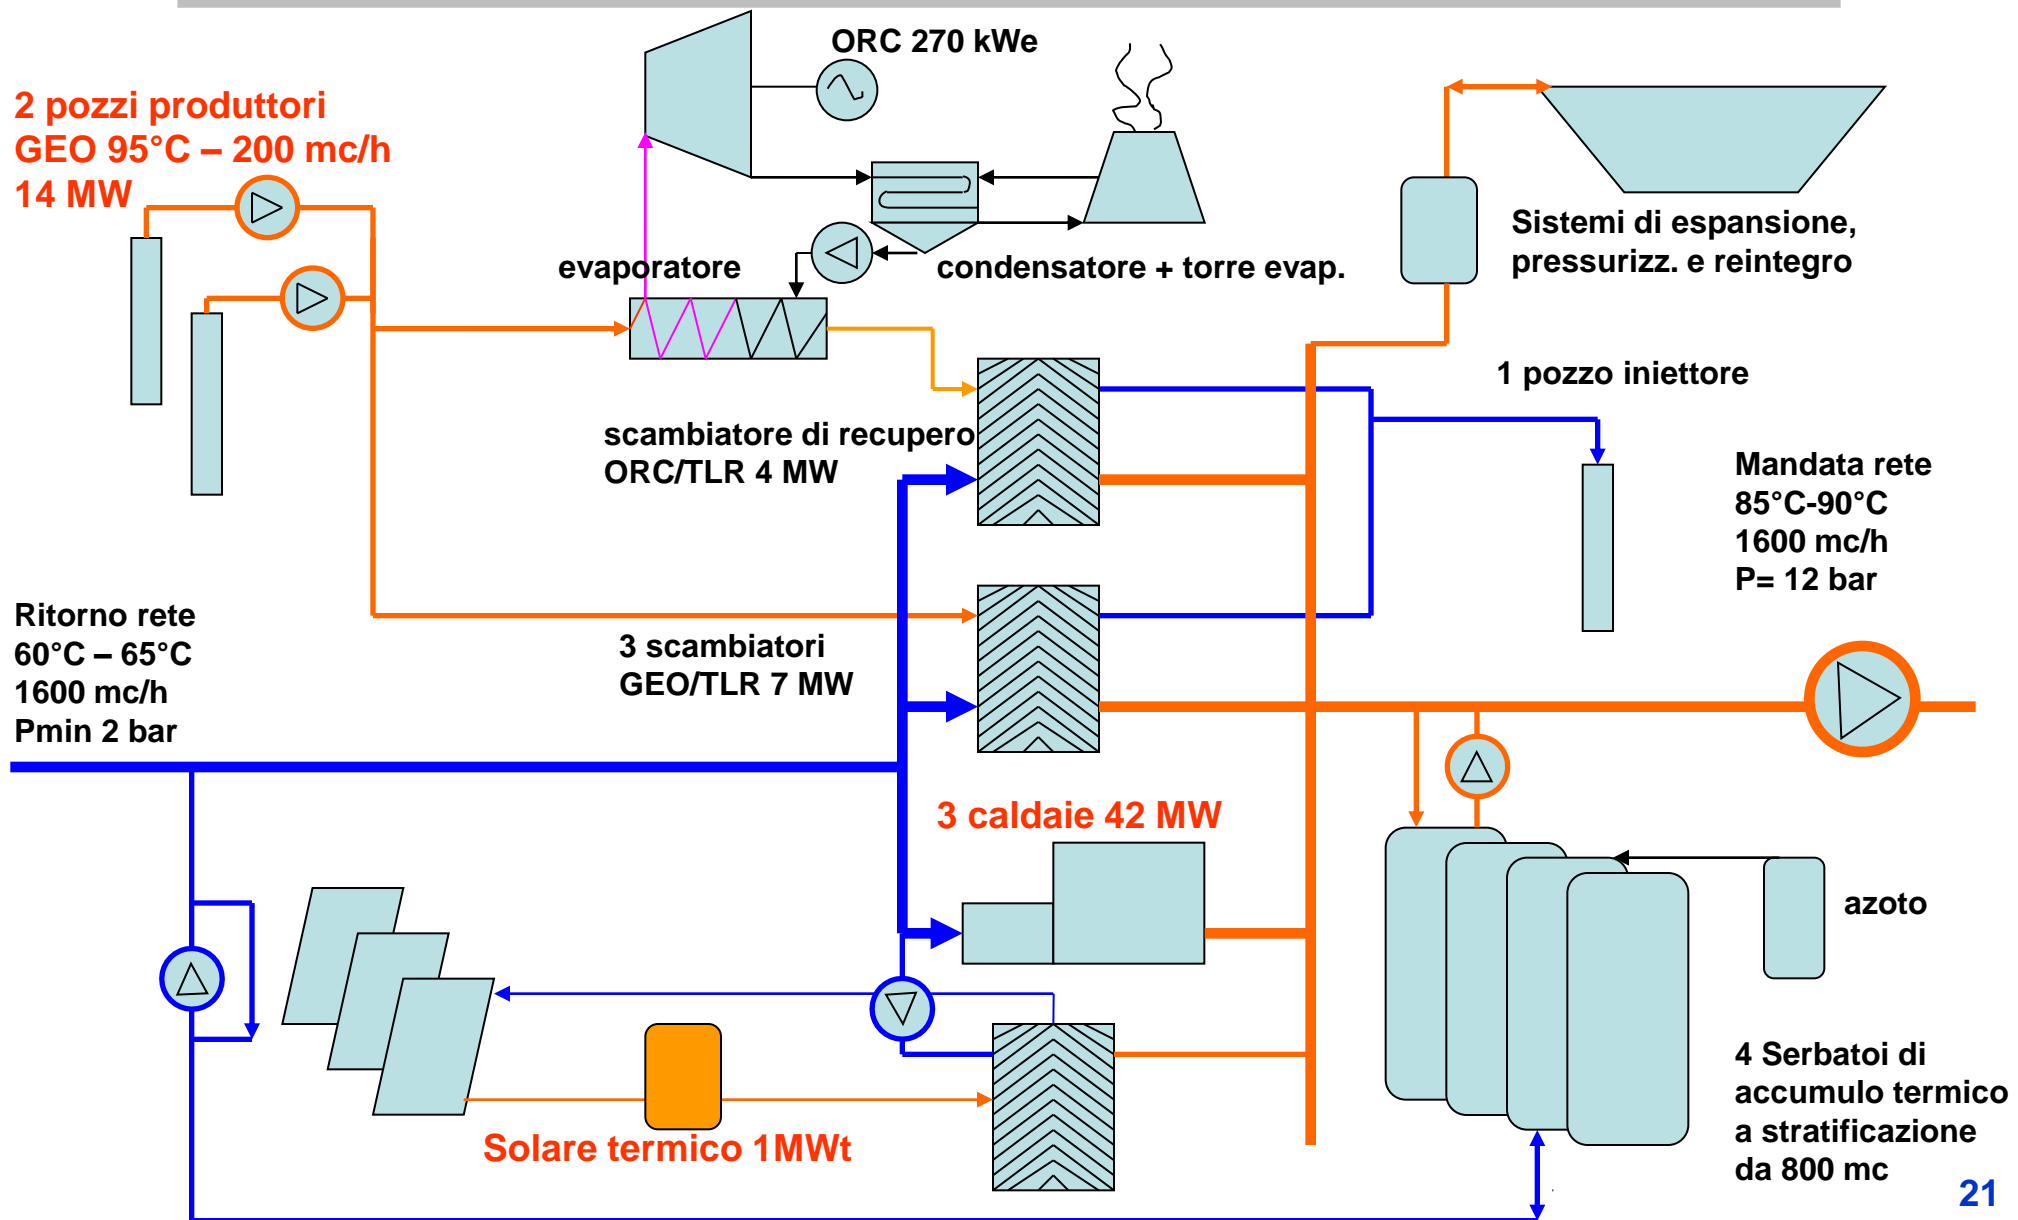 ORC 270 kWe
2 pozzi produttori
GEO 95°C – 200 mc/h
14 MW
evaporatore
condensatore + torre evap.
Sistemi di espansione,
pressurizz. e reintegro
1 pozzo iniettore
scambiatore di recupero
ORC/TLR 4 MW
Mandata rete
85°C-90°C
1600 mc/h
P= 12 bar
Ritorno rete
60°C – 65°C
1600 mc/h
Pmin 2 bar
3 scambiatori
GEO/TLR 7 MW
3 caldaie 42 MW
azoto
Solare termico 1MWt
4 Serbatoi di
accumulo termico
a stratificazione
da 800 mc
21